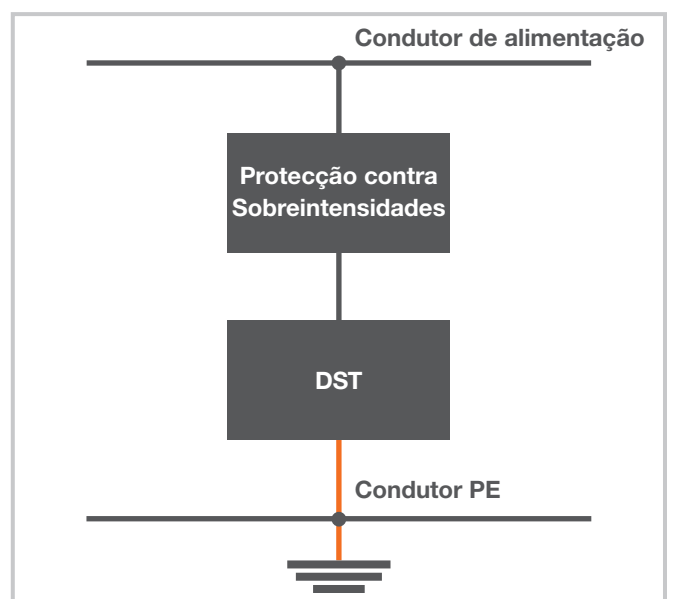 Condutor de alimentação
Protecção contra
Sobreintensidades
DST
Condutor PE